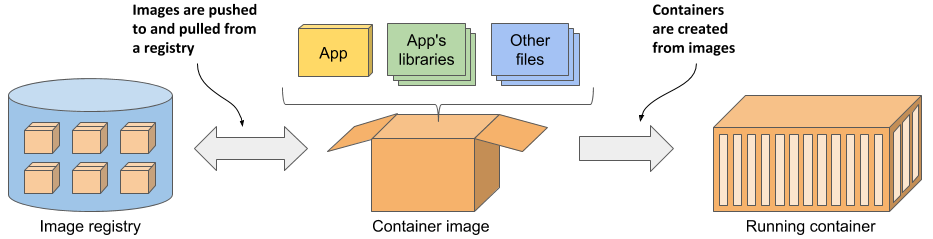 Images are pushed
to and pulled from
a registry
App
App's
libraries
Other
files
Containers
are created
from images
Image registry
Container image
Running container